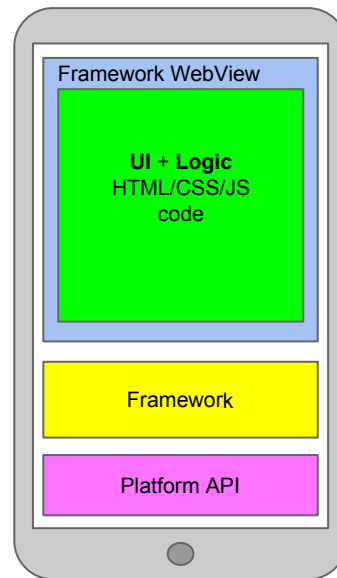 Framework WebView
UI + Logic
HTML/CSS/JS
code
Framework
Platform API